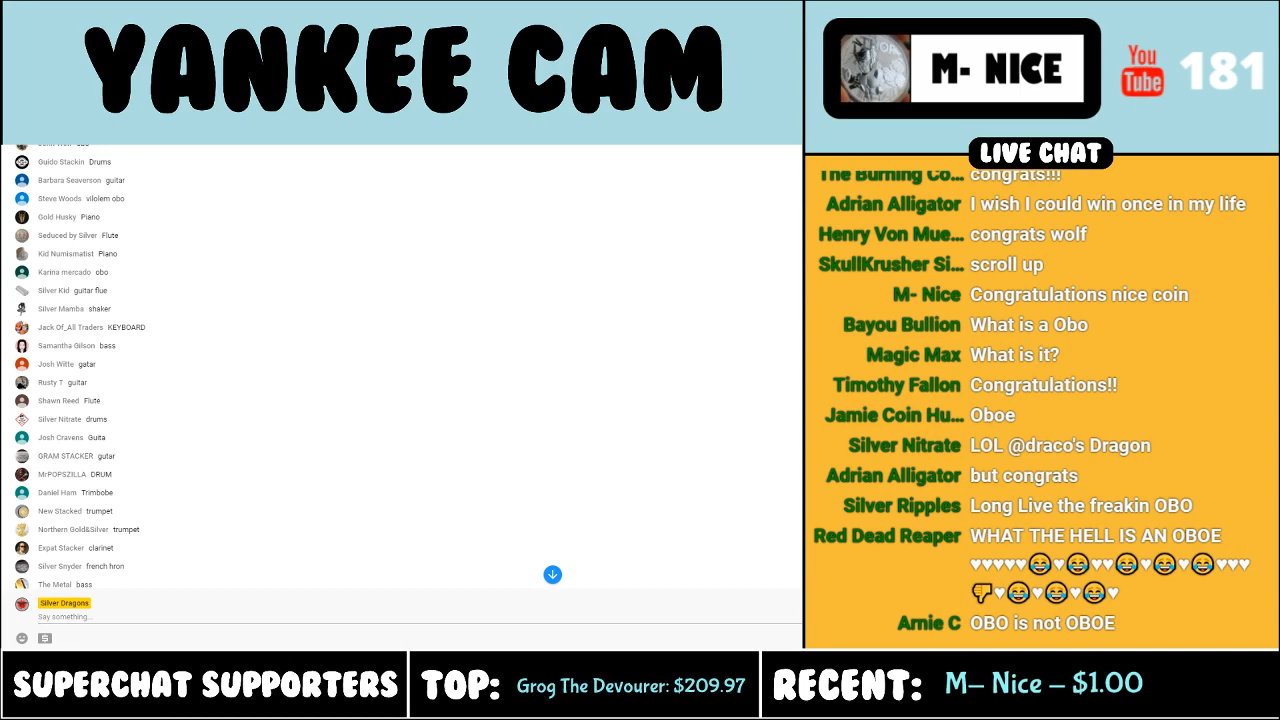 YANKEE CAM
M- NICE
You
Tube
181
LIVE CHAT
Guido Stackin Drums
Barbara Seaverson guitar
Steve Woods vilolem obo
Gold Husky Piano
Seduced by Silver Flute
Kid Numismatist Piano
Karina mercado obo
Silver Kid guitar flue
Silver Mamba shaker
Jack Of_All Traders KEYBOARD
Samantha Gilson bass
Josh Witte gatar
Rusty T guitar
Shawn Reed Flute
Silver Nitrate drums
Josh Cravens Guita
GRAM STACKER gutar
MrPOPSZILLA DRUM
Daniel Ham Trimbobe
New Stacked trumpet
Northern Gold&Silver trumpet
Expat Stacker clarinet
Silver Snyder french hron
The Metal bass
Silver Dragons
Say something...
The Burning Co... congrats!!!
Adrian Alligator I wish I could win once in my life
Henry Von Mue... congrats wolf
SkullKrusher Si... scroll up
M- Nice Congratulations nice coin
Bayou Bullion What is a Obo
Magic Max What is it?
Timothy Fallon Congratulations!!
Jamie Coin Hu... Oboe
Silver Nitrate LOL @draco's Dragon
Adrian Alligator but congrats
Silver Ripples Long Live the freakin OBO
Red Dead Reaper WHAT THE HELL IS AN OBOE
♥♥♥♥♥😂♥😂♥♥😂♥😂♥😂♥♥♥
👎♥😂♥😂♥😂♥
Arnie C OBO is not OBOE
SUPERCHAT SUPPORTERS
TOP: Grog The Devourer: $209.97
RECENT: M– Nice – $1.00